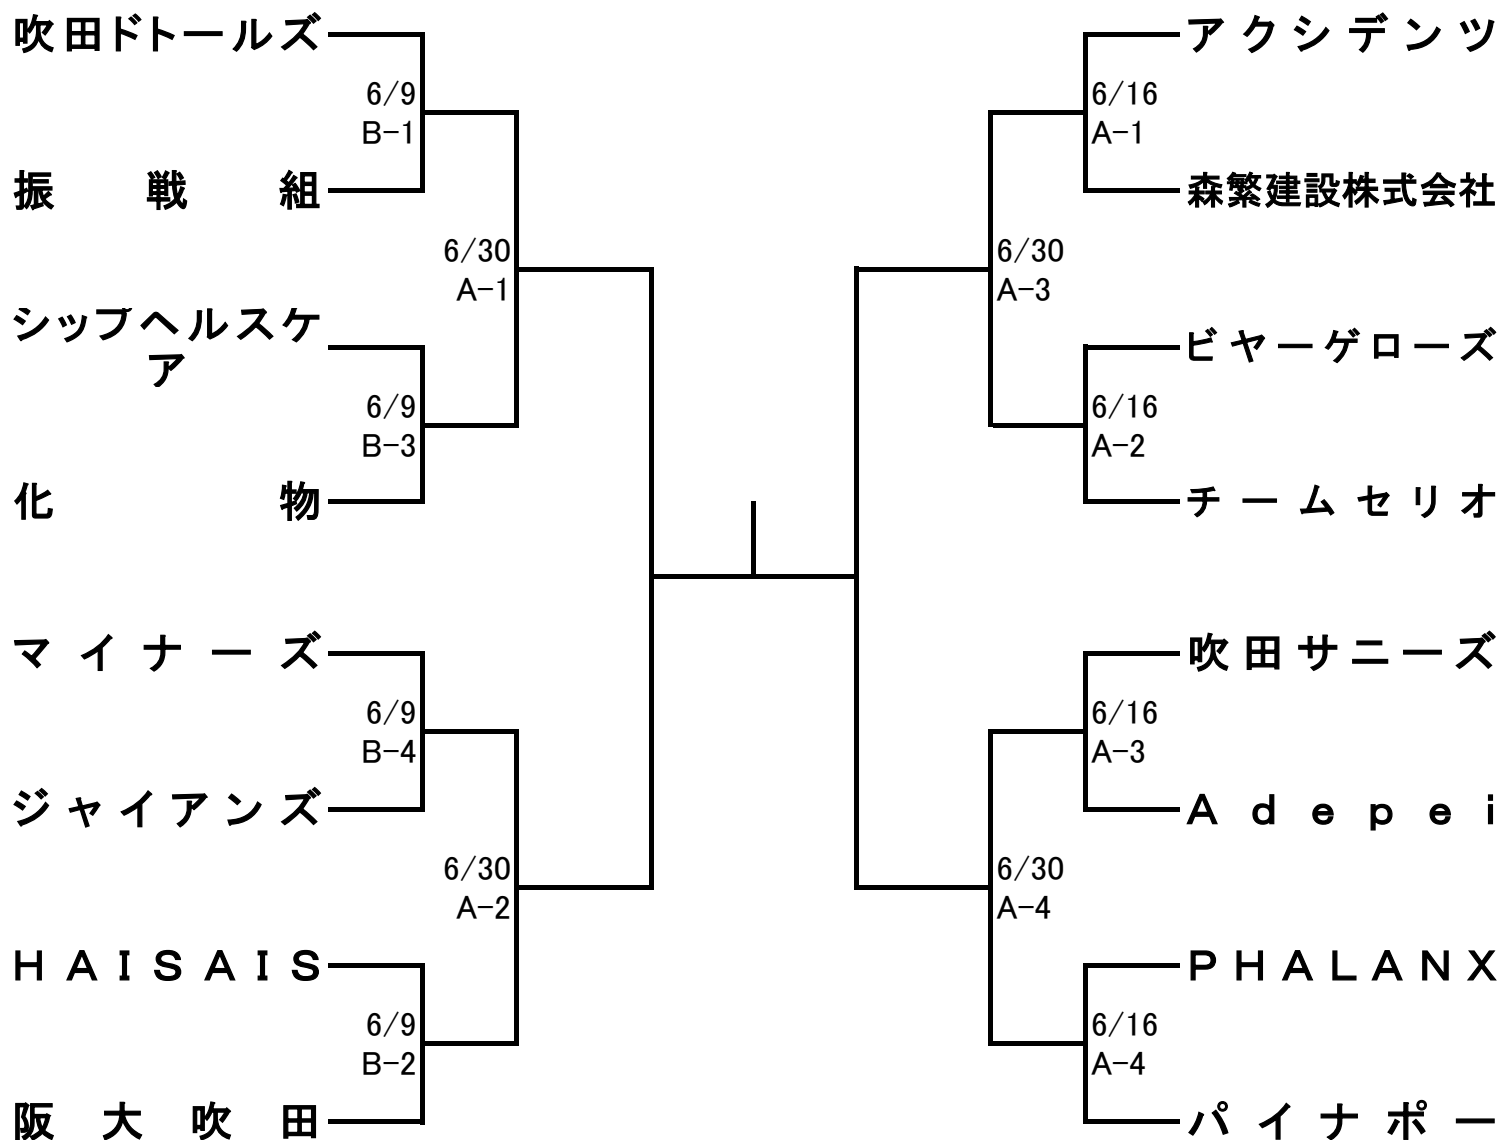 吹田ドトールズ
6/9
B-1
振戦組
6/30
A-1
シップヘルスケ
ア
6/9
B-3
化物
マイナーズ
6/9
B-4
ジャイアンズ
6/30
A-2
HAISAIS
6/9
B-2
阪大吹田
アクシデンツ
6/16
A-1
森繁建設株式会社
6/30
A-3
ビヤーゲローズ
6/16
A-2
チームセリオ
吹田サニーズ
6/16
A-3
Adepei
6/30
A-4
PHALANX
6/16
A-4
パイナポー